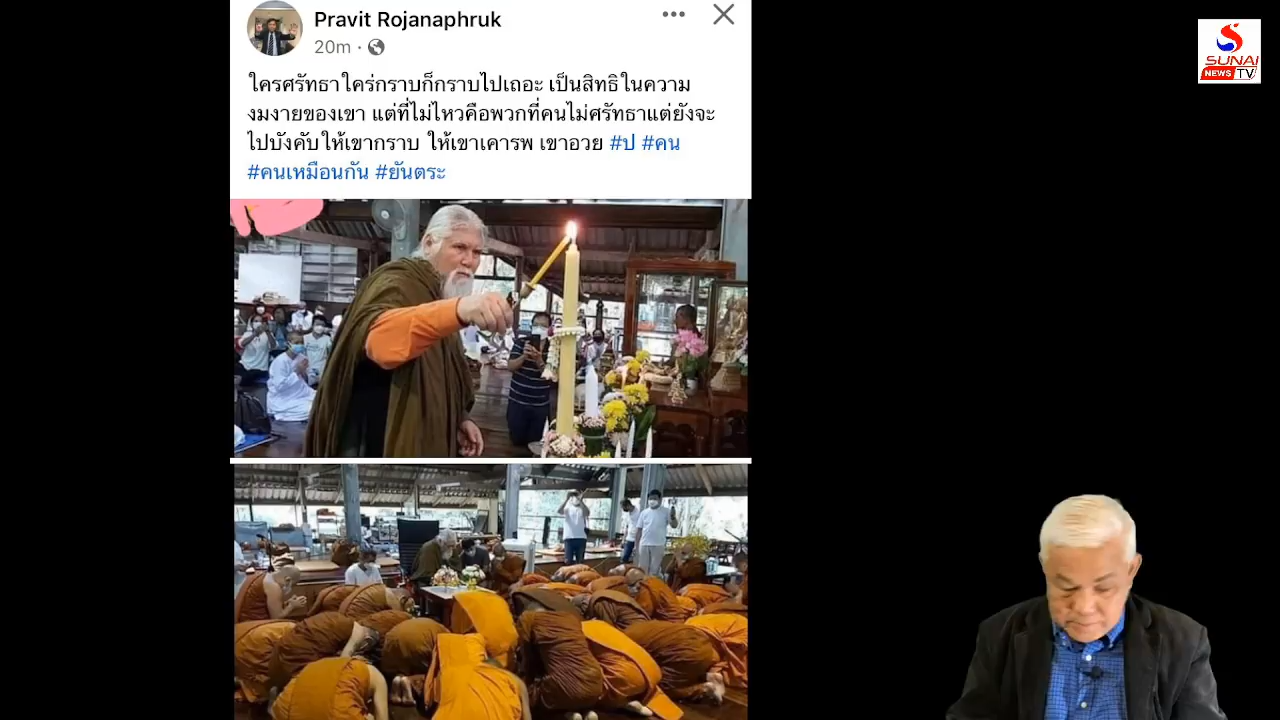 Pravit Rojanaphruk
20m ·
ใครศรัทธาใคร่กราบก็กราบไปเถอะ เป็นสิทธิในความ
งมงายของเขา แต่ที่ไม่ไหวคือพวกที่คนไม่ศรัทธาแต่ยังจะ
ไปบังคับให้เขากราบ ให้เขาเคารพ เขาอวย #ป #คน
#คนเหมือนกัน #ยันตระ
SUNAI
NEWS TV